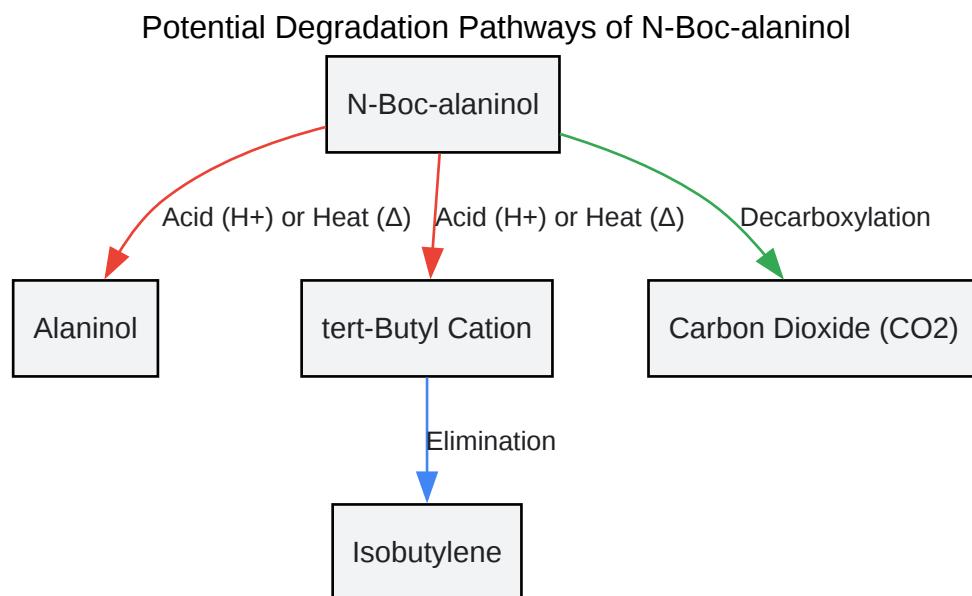 Potential Degradation Pathways of N-Boc-alaninol
N-Boc-alaninol
Acid (H+) or Heat (Δ)
Acid (H+) or Heat (Δ)
Decarboxylation
Alaninol
tert-Butyl Cation
Carbon Dioxide (CO2)
Elimination
Isobutylene